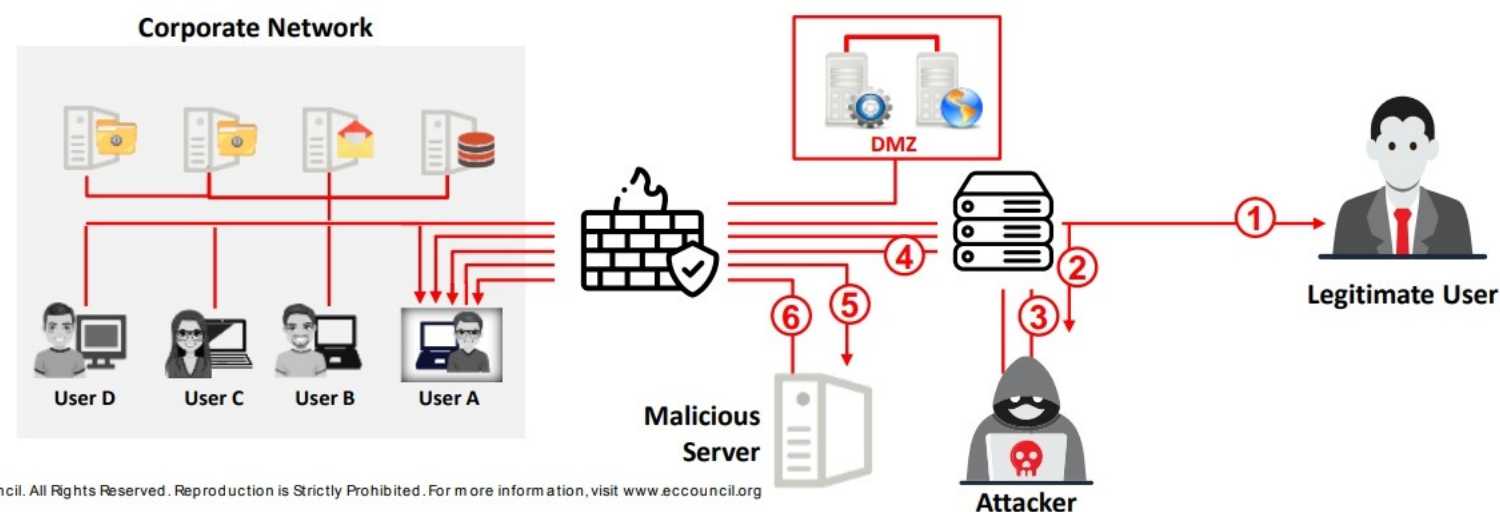 Corporate Network
DMZ
1
2
3
4
5
6
Legitimate User
User D
User C
User B
User A
Malicious
Server
Attacker
ncil. All Rights Reserved. Reproduction is Strictly Prohibited. For more information, visit www.eccouncil.org